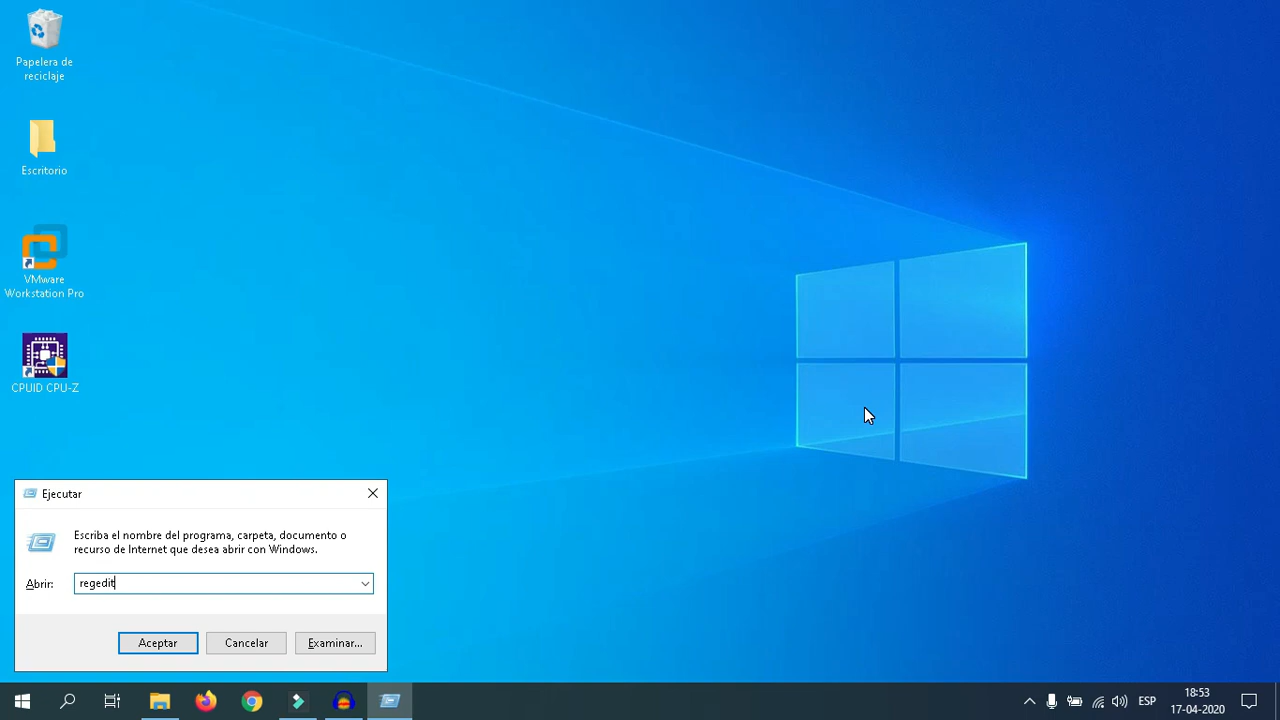 Papelera de
reciclaje
Escritorio
VMware
Workstation Pro
CPUID CPU-Z
Ejecutar
Escriba el nombre del programa, carpeta, documento o
recurso de Internet que desea abrir con Windows.
Abrir:
regedit
Aceptar
Cancelar
Examinar...
ESP
18:53
17-04-2020